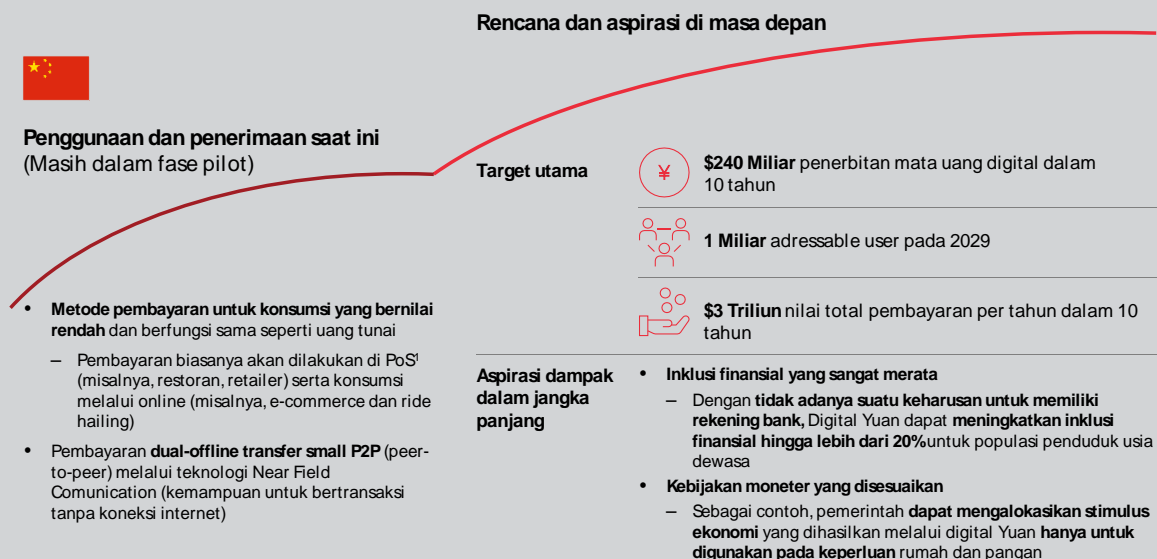 Rencana dan aspirasi di masa depan
Penggunaan dan penerimaan saat ini
(Masih dalam fase pilot)
• Metode pembayaran untuk konsumsi yang bernilai
rendah dan berfungsi sama seperti uang tunai
– Pembayaran biasanya akan dilakukan di PoS¹
(misalnya, restoran, retailer) serta konsumsi
melalui online (misalnya, e-commerce dan ride
hailing)
• Pembayaran dual-offline transfer small P2P (peer-
to-peer) melalui teknologi Near Field
Comunication (kemampuan untuk bertransaksi
tanpa koneksi internet)
Target utama
¥
$240 Miliar penerbitan mata uang digital dalam
10 tahun
1 Miliar adressable user pada 2029
$3 Triliun nilai total pembayaran per tahun dalam 10
tahun
Aspirasi dampak
dalam jangka
panjang
• Inklusi finansial yang sangat merata
– Dengan tidak adanya suatu keharusan untuk memiliki
rekening bank, Digital Yuan dapat meningkatkan inklusi
finansial hingga lebih dari 20%untuk populasi penduduk usia
dewasa
• Kebijakan moneter yang disesuaikan
– Sebagai contoh, pemerintah dapat mengalokasikan stimulus
ekonomi yang dihasilkan melalui digital Yuan hanya untuk
digunakan pada keperluan rumah dan pangan